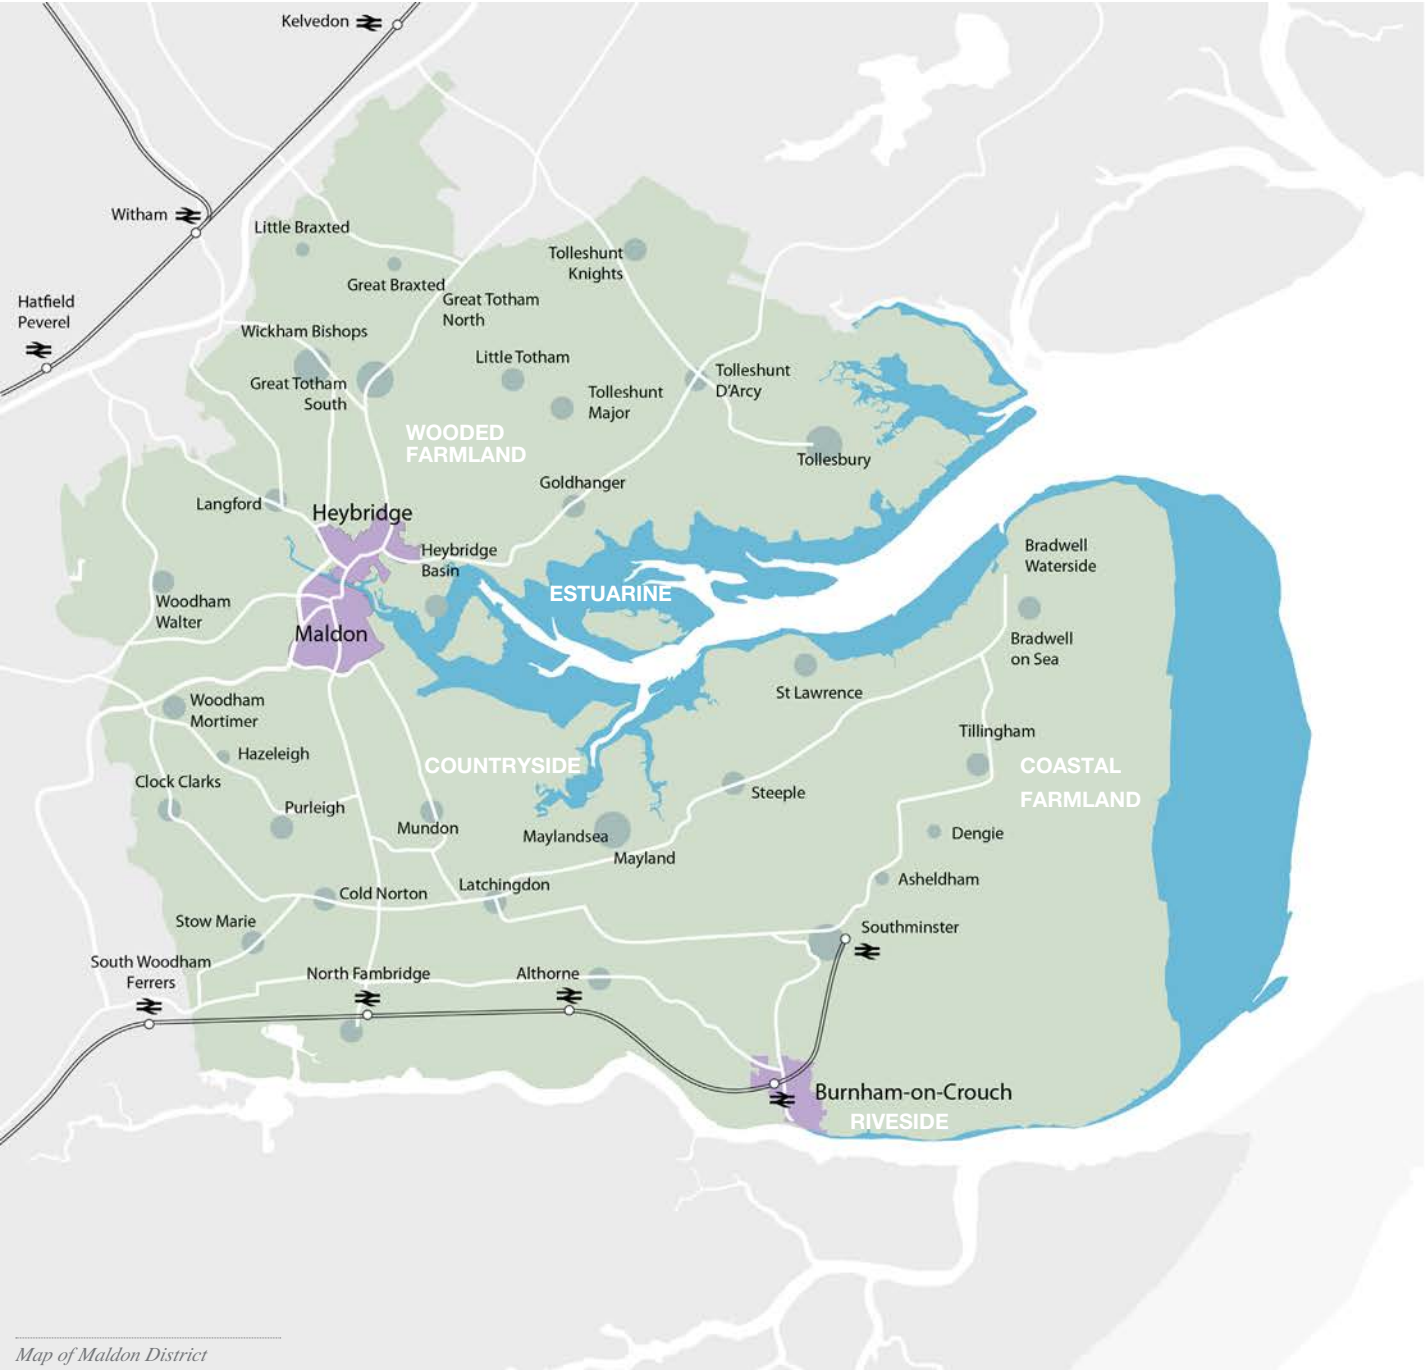 Kelvedon
Witham
Little Braxted
Tolleshunt
Knights
Great Braxted
Great Totham
North
Hatfield
Peverel
Wickham Bishops
Little Totham
Great Totham
South
Tolleshunt
Major
Tolleshunt
D'Arcy
WOODED
FARMLAND
Tollesbury
Goldhanger
Langford
Heybridge
Heybridge
Basin
Bradwell
Waterside
ESTUARINE
Woodham
Walter
Maldon
Bradwell
on Sea
St Lawrence
Woodham
Mortimer
Tillingham
Hazeleigh
COUNTRYSIDE
COASTAL
FARMLAND
Clock Clarks
Steeple
Purleigh
Mundon
Maylandsea
Mayland
Dengie
Asheldham
Latchingdon
Cold Norton
Stow Marie
Southminster
South Woodham
Ferrers
North Fambridge
Althorne
Burnham-on-Crouch
RIVESIDE
Map of Maldon District